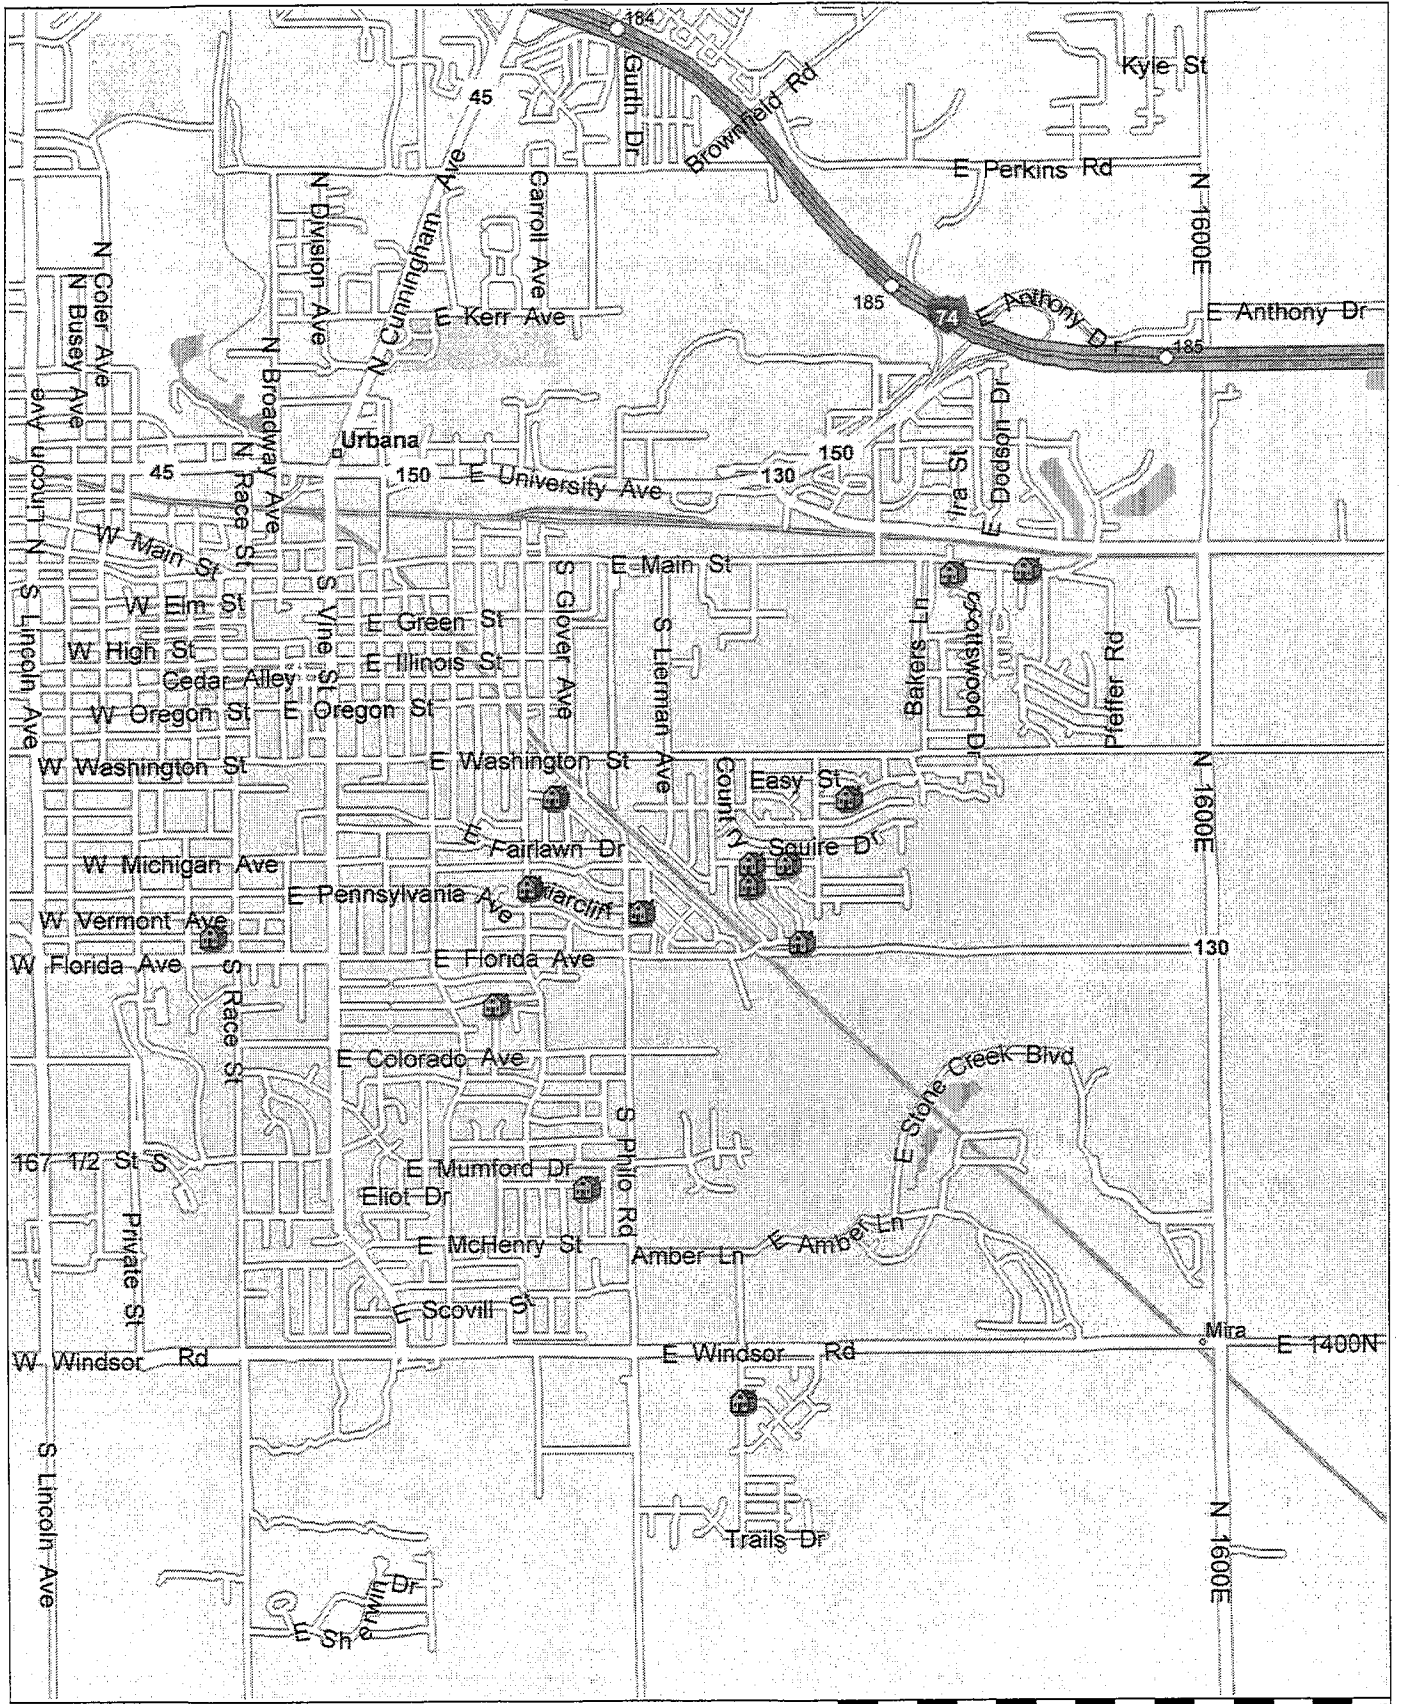 184
Kyle St
45
Gurth Dr
Brownfield Rd
E Perkins Rd
N Division Ave
N Cunningham Ave
Carroll Ave
N 1600E
N Coler Ave
N Busey Ave
185
74
E Anthony Dr
E Anthony Dr
E Kerr Ave
185
N Broadway Ave
N Lincoln Ave
E Dodson Dr
Urbana
N Race St
45
150
E University Ave
130
150
Ira St
W Main St
E Main St
N
S Lincoln Ave
W Elm St
S Vine St
E Green St
S Glover Ave
S Lierman Ave
Bakers Ln
Scottswood Dr
Pfeffer Rd
W High St
E Illinois St
Cedar Alley
W Oregon St
E Oregon St
W Washington St
E Washington St
Country Squire Dr
Easy St
N 1600E
E Fairlawn Dr
W Michigan Ave
E Pennsylvania Ave
Briarcliff
W Vermont Ave
W Florida Ave
E Florida Ave
130
S Race St
E Colorado Ave
E Stone Creek Blvd
S Philo Rd
167 1/2 St S
E Mumford Dr
Eliot Dr
Private St
E McHenry St
Amber Ln
E Amber Ln
E Scovill St
Mira
W Windsor Rd
E Windsor Rd
E 1400N
S Lincoln Ave
N 1600E
Trails Dr
E Sherwin Dr